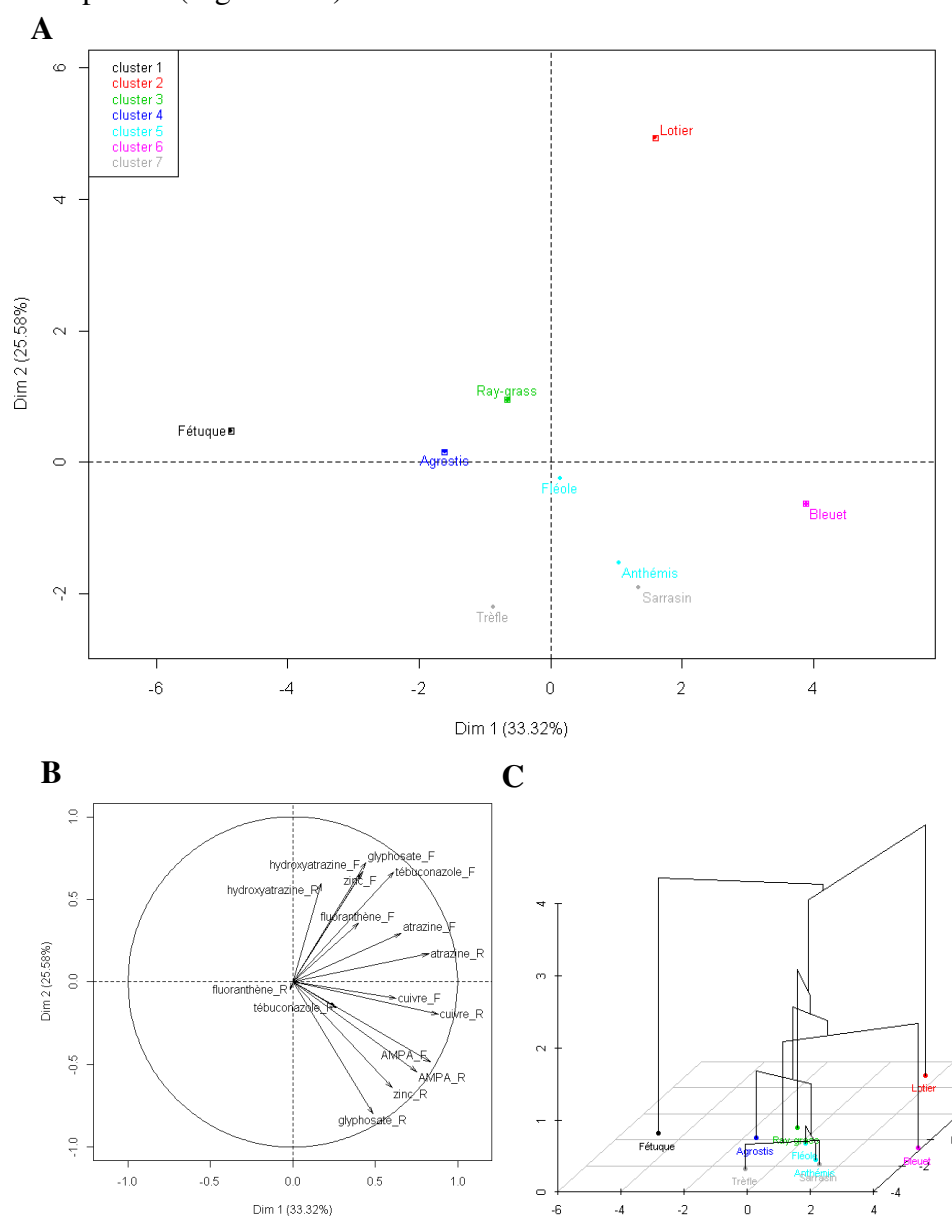 A
cluster 1
cluster 2
cluster 3
cluster 4
cluster 5
cluster 6
cluster 7
6
4
2
0
-2
Dim 2 (25.58%)
Lotier
Ray-grass
Fétuque
Agrostis
Fléole
Bleuet
Anthémis
Sarrasin
Trèfle
-6 -4 -2 0 2 4
Dim 1 (33.32%)
B
1.0
0.5
0.0
-0.5
-1.0
Dim 2 (25.58%)
glyphosate_F
hydroxyatrazine_F
tébuconazole_F
zinc_F
hydroxyatrazine_R
fluoranthène_F
atrazine_F
atrazine_R
fluoranthène_R
cuivre_F
tébuconazole_R
cuivre_R
AMPA_F
AMPA_R
zinc_R
glyphosate_R
-1.0 -0.5 0.0 0.5 1.0
Dim 1 (33.32%)
C
4
3
2
1
0
Lotier
Ray-grass
Fétuque
Agrostis
Fléole
Bleuet
Anthémis
Sarrasin
Trèfle
-2
-4
-6 -4 -2 0 2 4